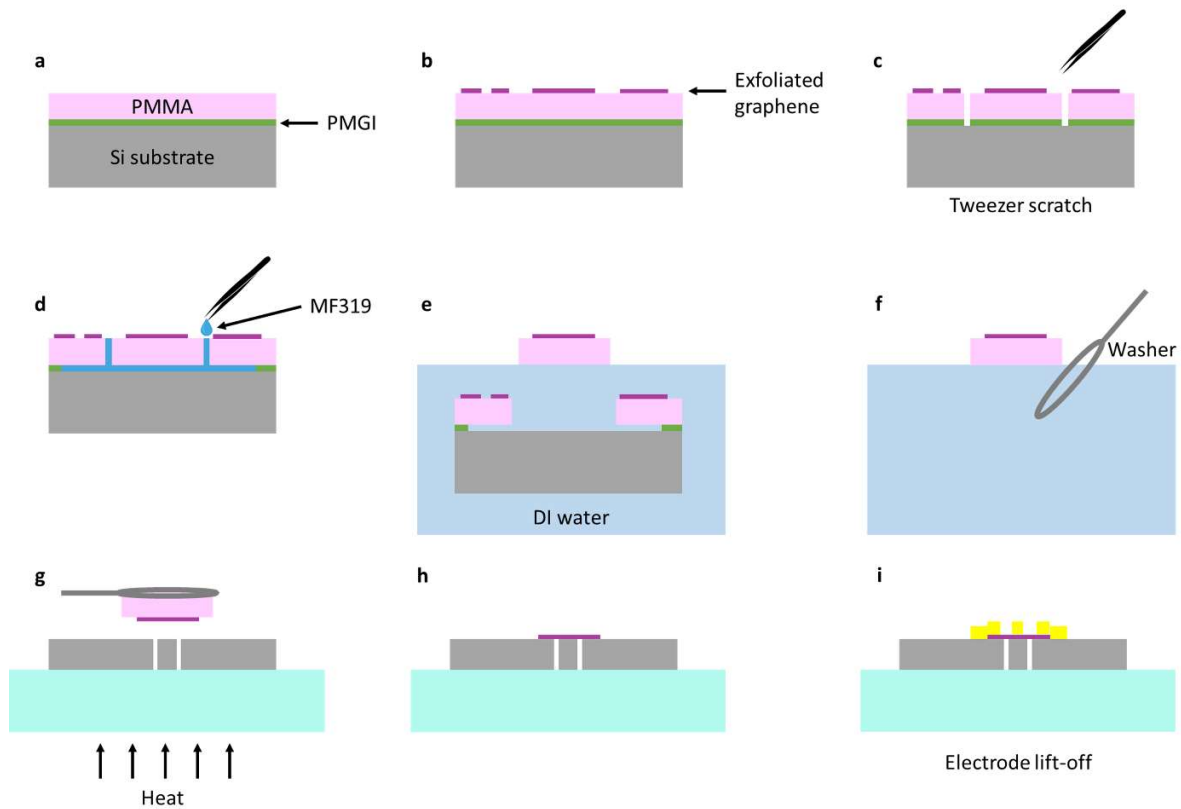 a
PMMA
PMGI
Si substrate
b
Exfoliated
graphene
c
Tweezer scratch
d
MF319
e
DI water
f
Washer
g
Heat
h
i
Electrode lift-off